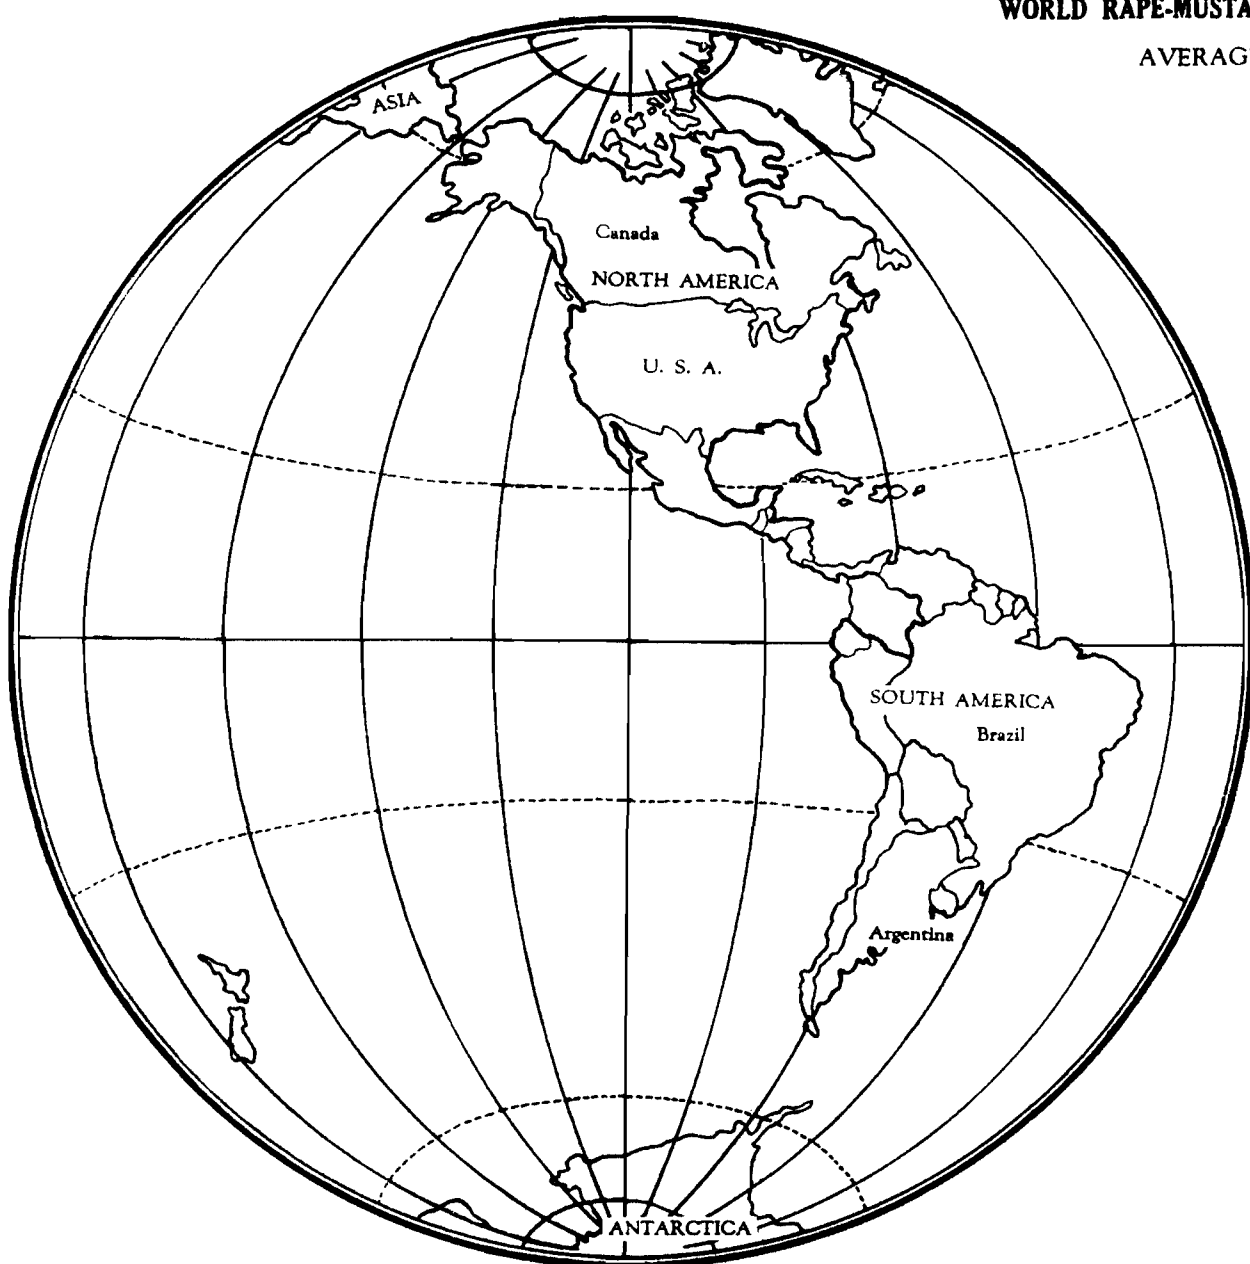 WORLD RAPE-MUSTA
AVERAG
ASIA
Canada
NORTH AMERICA
U. S. A.
SOUTH AMERICA
Brazil
Argentina
ANTARCTICA